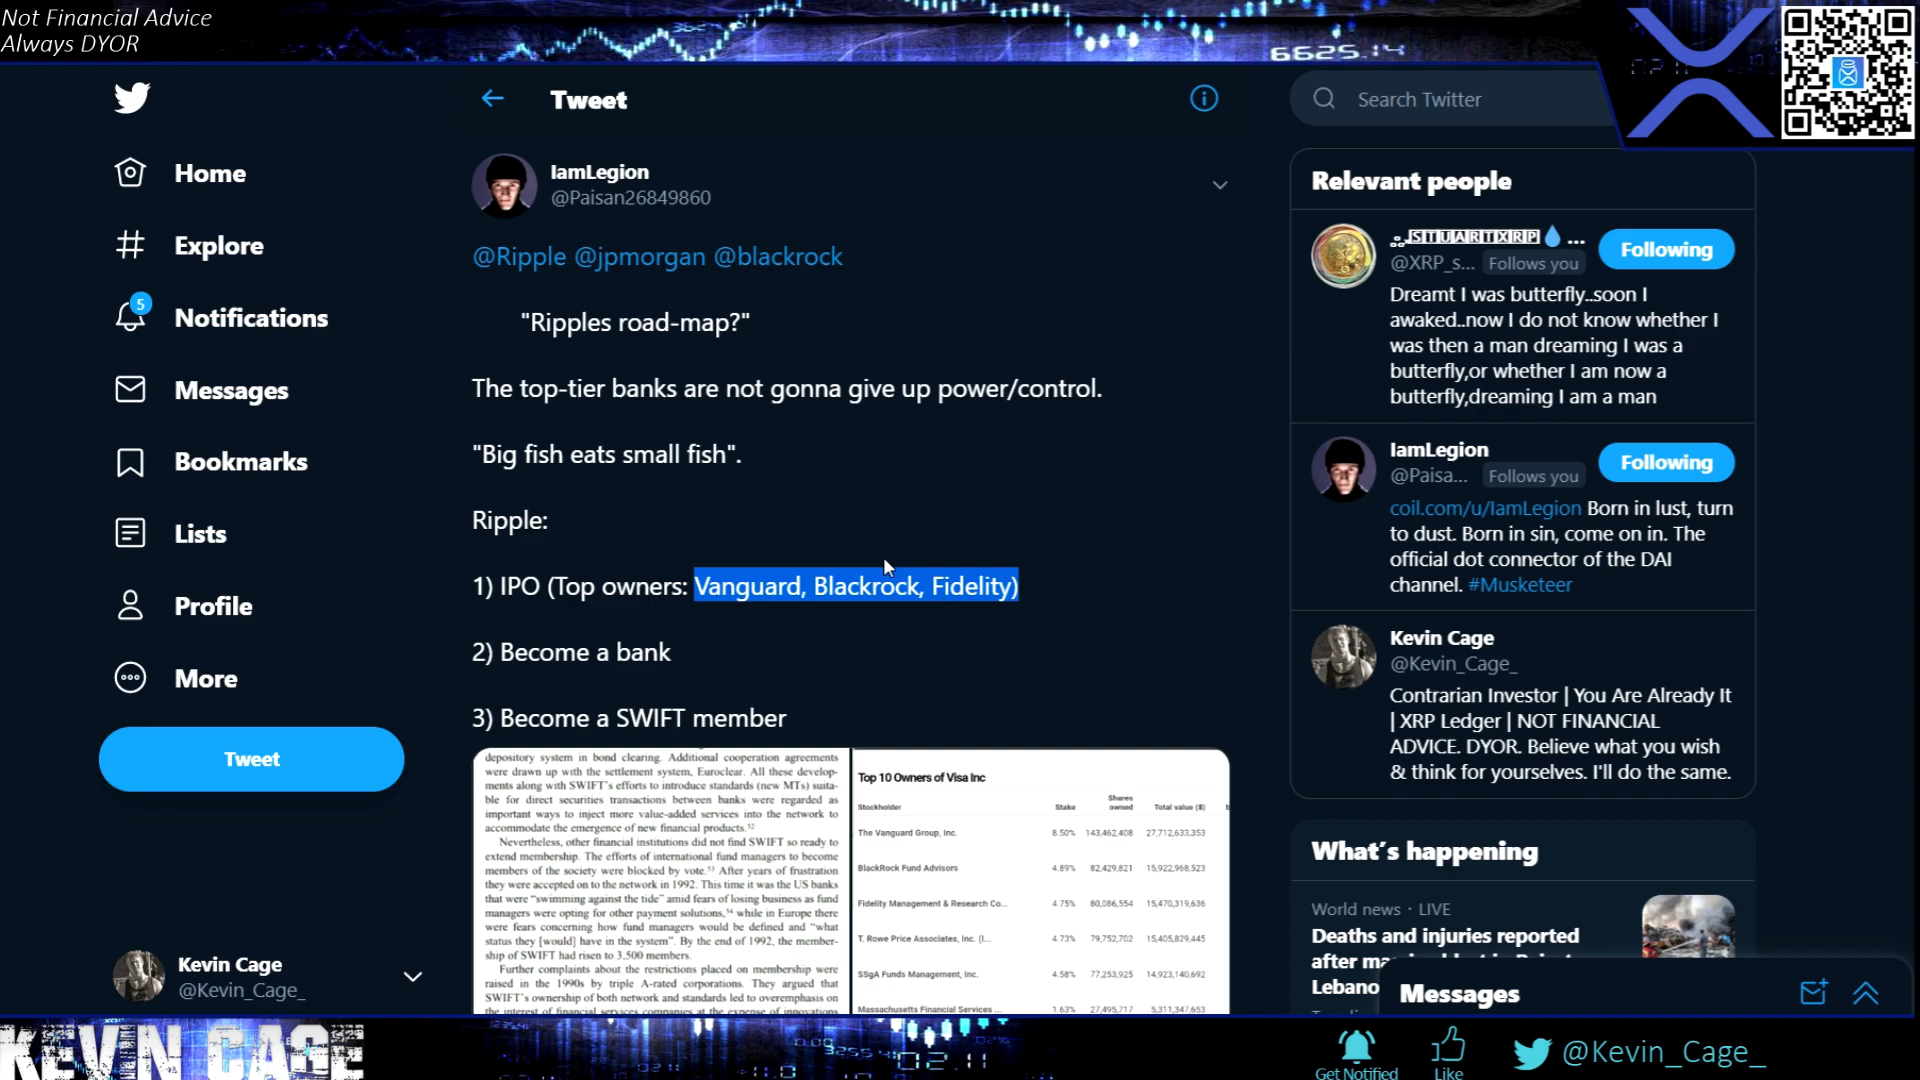 Not Financial Advice
Always DYOR
6625.14
Tweet
Search Twitter
Home
Explore
5
Notifications
Messages
Bookmarks
Lists
Profile
More
Tweet
Kevin Cage
@Kevin_Cage_
IamLegion
@Paisan26849860
@Ripple @jpmorgan @blackrock
"Ripples road-map?"
The top-tier banks are not gonna give up power/control.
"Big fish eats small fish".
Ripple:
1) IPO (Top owners: Vanguard, Blackrock, Fidelity)
2) Become a bank
3) Become a SWIFT member
depository system in bond clearing. Additional cooperation agreements
were drawn up with the settlement system, Euroclear. All these develop-
ments along with SWIFT's efforts to introduce standards (new MTs) suita-
ble for direct securities transactions between banks were regarded as
important ways to inject more value-added services into the network to
accommodate the emergence of new financial products.52
Nevertheless, other financial institutions did not find SWIFT so ready to
extend membership. The efforts of international fund managers to become
members of the society were blocked by vote.53 After years of frustration
they were accepted on to the network in 1992. This time it was the US banks
that were "swimming against the tide" amid fears of losing business as fund
managers were opting for other payment solutions,54 while in Europe there
were fears concerning how fund managers would be defined and "what
status they [would] have in the system". By the end of 1992, the member-
ship of SWIFT had risen to 3,500 members.
Further complaints about the restrictions placed on membership were
raised in the 1990s by triple A-rated corporations. They argued that
SWIFT's ownership of both network and standards led to overemphasis on
the interest of financial services companies at the expense of innovations
Top 10 Owners of Visa Inc
Stockholder Stake Shares owned Total value ($)
The Vanguard Group, Inc. 8.50% 143,462,408 27,712,633,353
BlackRock Fund Advisors 4.89% 82,429,821 15,922,968,523
Fidelity Management & Research Co... 4.75% 80,086,554 15,470,319,636
T. Rowe Price Associates, Inc. (I... 4.73% 79,752,702 15,405,829,445
SSgA Funds Management, Inc. 4.58% 77,253,925 14,923,140,692
Massachusetts Financial Services ... 1.63% 27,495,717 5,311,347,653
Relevant people
.。🅂🅃🅄🄰🅁🅃🅇🅁🄿💧 ...
@XRP_s... Follows you
Following
Dreamt I was butterfly..soon I
awaked..now I do not know whether I
was then a man dreaming I was a
butterfly,or whether I am now a
butterfly,dreaming I am a man
IamLegion
@Paisa... Follows you
Following
coil.com/u/IamLegion Born in lust, turn
to dust. Born in sin, come on in. The
official dot connector of the DAI
channel. #Musketeer
Kevin Cage
@Kevin_Cage_
Contrarian Investor | You Are Already It
| XRP Ledger | NOT FINANCIAL
ADVICE. DYOR. Believe what you wish
& think for yourselves. I'll do the same.
What's happening
World news · LIVE
Deaths and injuries reported
after
Lebano
Messages
KEVIN CAGE
02.11
Get Notified
Like
@Kevin_Cage_